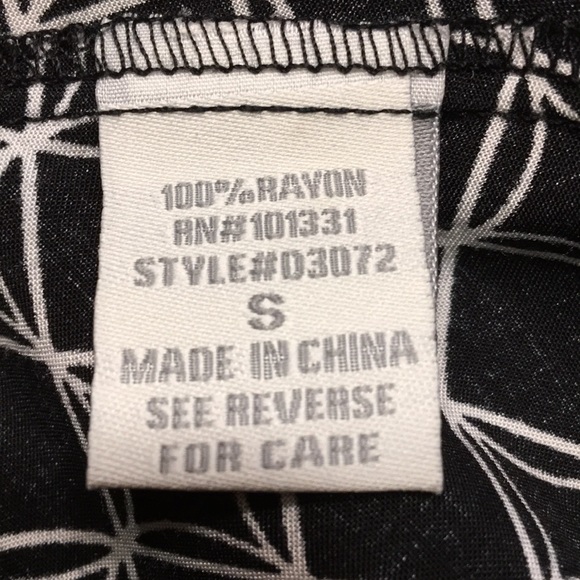 100%RAYON
RN#101331
STYLE#D3072
S
MADE IN CHINA
SEE REVERSE
FOR CARE